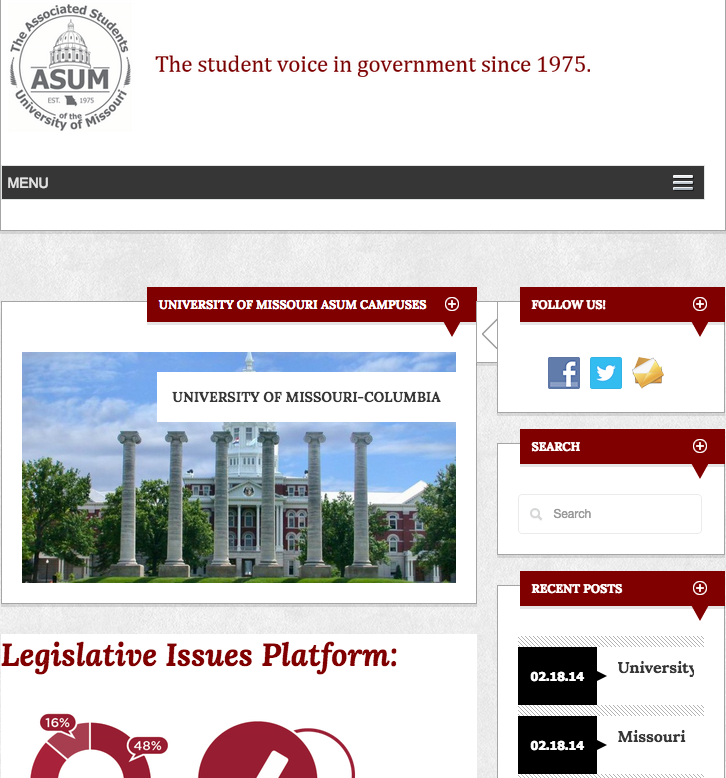 The Associated Students
ASUM
EST. 1975
of the
University of Missouri
The student voice in government since 1975.
MENU
UNIVERSITY OF MISSOURI ASUM CAMPUSES
UNIVERSITY OF MISSOURI-COLUMBIA
FOLLOW US!
f
SEARCH
Search
RECENT POSTS
02.18.14
University
02.18.14
Missouri
Legislative Issues Platform:
16%
48%